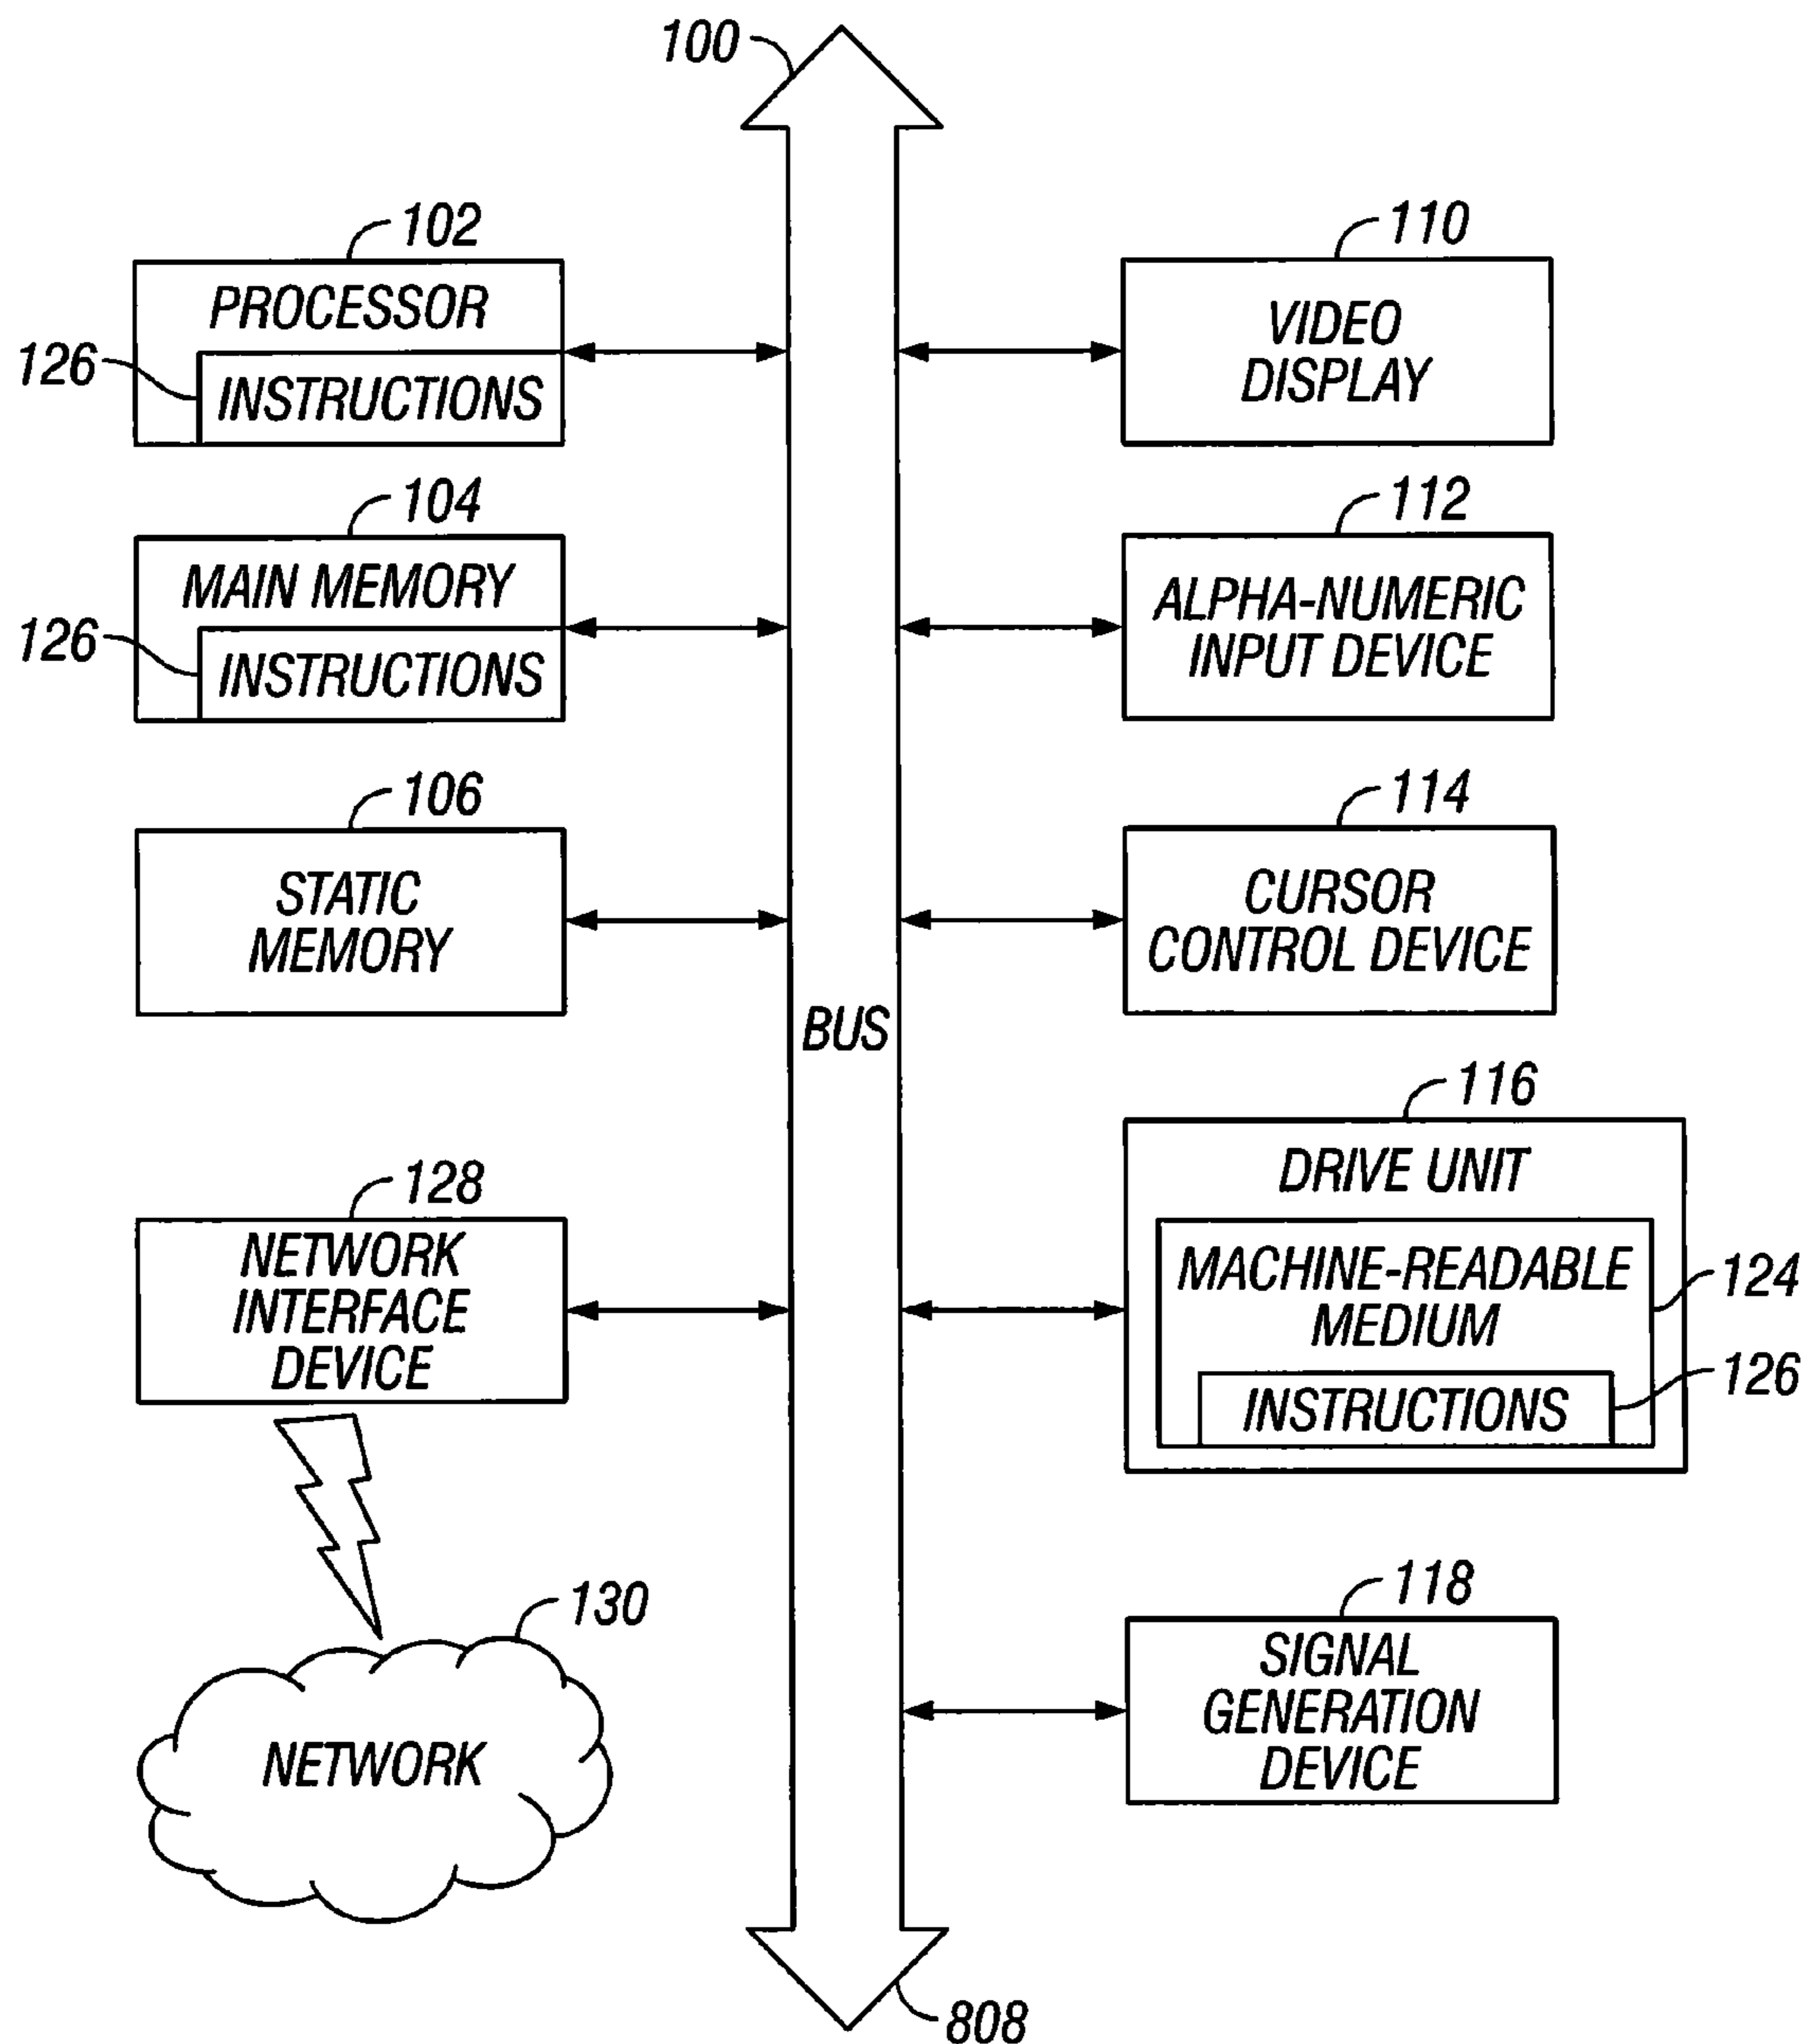 100
102
PROCESSOR
126
INSTRUCTIONS
104
MAIN MEMORY
126
INSTRUCTIONS
106
STATIC
MEMORY
128
NETWORK
INTERFACE
DEVICE
130
NETWORK
BUS
808
110
VIDEO
DISPLAY
112
ALPHA-NUMERIC
INPUT DEVICE
114
CURSOR
CONTROL DEVICE
116
DRIVE UNIT
MACHINE-READABLE
MEDIUM
124
INSTRUCTIONS
126
118
SIGNAL
GENERATION
DEVICE